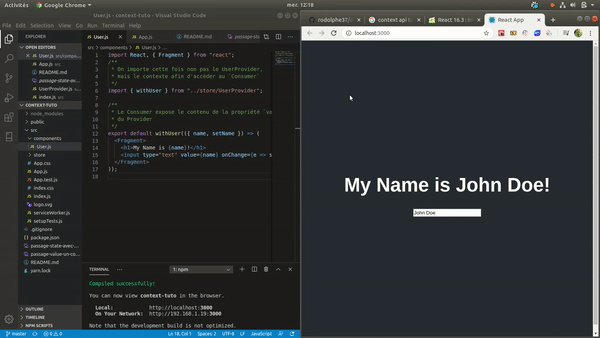 Activités
Google Chrome
mer. 12:18
User.js - context-tuto - Visual Studio Code
File Edit Selection View Go Run Terminal Help
EXPLORER
OPEN EDITORS
User.js
App.js
README.md
passage-state-av...
UserProvider.js
index.js
CONTEXT-TUTO
node_modules
public
src
components
User.js
store
App.css
App.js
App.test.js
index.css
index.js
logo.svg
serviceWorker.js
setupTests.js
.gitignore
package.json
passage-state-avec-...
passage-value-un-co...
README.md
yarn.lock
OUTLINE
TIMELINE
NPM SCRIPTS
User.js
App.js
README.md
src > components > User.js > ...
1 import React, { Fragment } from "react";
2 /**
3 * On importe cette fois non pas le UserProvider,
4 * mais le contexte afin d'accéder au `Consumer`
5 */
6 import { withUser } from "../store/UserProvider";
7
8 /**
9 * Le Consumer expose le contenu de la propriété `va
10 * du Provider
11 */
12 export default withUser(({ name, setName }) => (
13 <Fragment>
14 <h1>My Name is {name}!</h1>
15 <input type="text" value={name} onChange={e => s
16 </Fragment>
17 ));
18
TERMINAL
1: npm
Compiled successfully!
You can now view context-tuto in the browser.
Local: http://localhost:3000
On Your Network: http://192.168.1.19:3000
Note that the development build is not optimized.
master
0 0
Ln 18, Col 1
Spaces: 2
UTF-8
LF
JavaScript
rodolphe37/
context api
React 16.3
React App
localhost:3000
My Name is John Doe!
John Doe